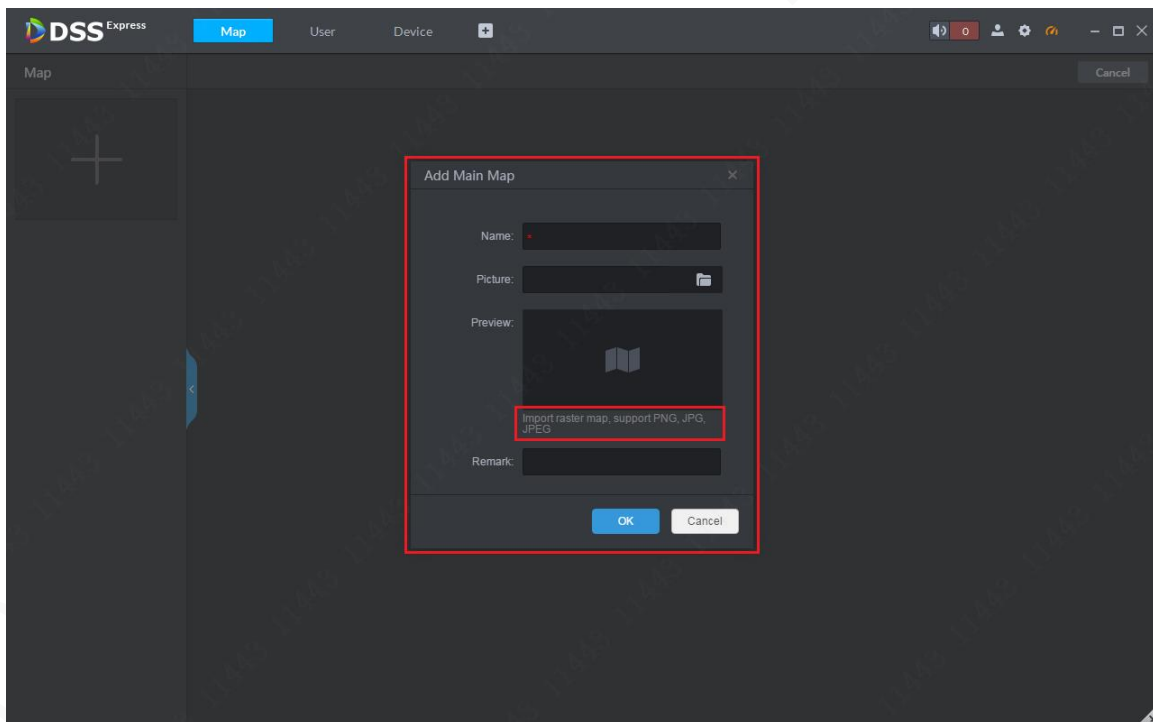 DSS Express
Map
User
Device
0
Map
Cancel
Add Main Map
Name: *
Picture:
Preview:
Import raster map, support PNG, JPG,
JPEG
Remark:
OK
Cancel